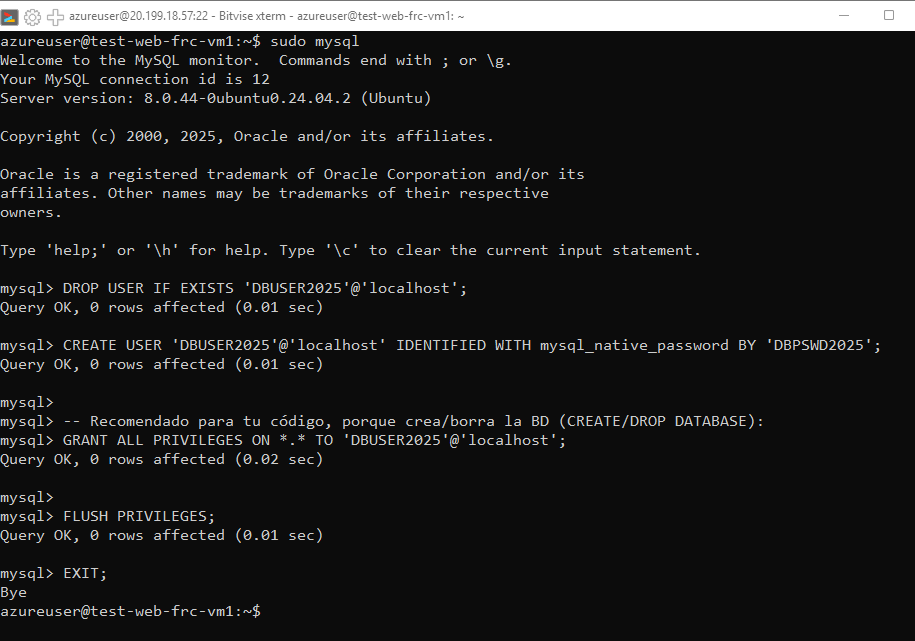 azureuser@20.199.18.57:22 - Bitvise xterm - azureuser@test-web-frc-vm1: ~
azureuser@test-web-frc-vm1:~$ sudo mysql
Welcome to the MySQL monitor.  Commands end with ; or \g.
Your MySQL connection id is 12
Server version: 8.0.44-0ubuntu0.24.04.2 (Ubuntu)
Copyright (c) 2000, 2025, Oracle and/or its affiliates.
Oracle is a registered trademark of Oracle Corporation and/or its
affiliates. Other names may be trademarks of their respective
owners.
Type 'help;' or '\h' for help. Type '\c' to clear the current input statement.
mysql> DROP USER IF EXISTS 'DBUSER2025'@'localhost';
Query OK, 0 rows affected (0.01 sec)
mysql> CREATE USER 'DBUSER2025'@'localhost' IDENTIFIED WITH mysql_native_password BY 'DBPSWD2025';
Query OK, 0 rows affected (0.01 sec)
mysql>
mysql> -- Recomendado para tu código, porque crea/borra la BD (CREATE/DROP DATABASE):
mysql> GRANT ALL PRIVILEGES ON *.* TO 'DBUSER2025'@'localhost';
Query OK, 0 rows affected (0.02 sec)
mysql>
mysql> FLUSH PRIVILEGES;
Query OK, 0 rows affected (0.01 sec)
mysql> EXIT;
Bye
azureuser@test-web-frc-vm1:~$